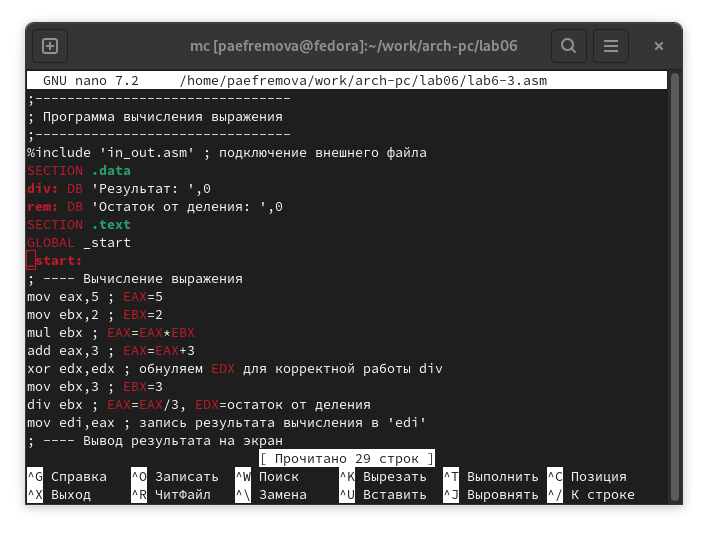 mc [paefremova@fedora]:~/work/arch-pc/lab06
GNU nano 7.2 /home/paefremova/work/arch-pc/lab06/lab6-3.asm
;--------------------------------
; Программа вычисления выражения
;--------------------------------
%include 'in_out.asm' ; подключение внешнего файла
SECTION .data
div: DB 'Результат: ',0
rem: DB 'Остаток от деления: ',0
SECTION .text
GLOBAL _start
_start:
; ---- Вычисление выражения
mov eax,5 ; EAX=5
mov ebx,2 ; EBX=2
mul ebx ; EAX=EAX*EBX
add eax,3 ; EAX=EAX+3
xor edx,edx ; обнуляем EDX для корректной работы div
mov ebx,3 ; EBX=3
div ebx ; EAX=EAX/3, EDX=остаток от деления
mov edi,eax ; запись результата вычисления в 'edi'
; ---- Вывод результата на экран
[ Прочитано 29 строк ]
^G Справка ^O Записать ^W Поиск ^K Вырезать ^T Выполнить ^C Позиция
^X Выход ^R ЧитФайл ^\ Замена ^U Вставить ^J Выровнять ^/ К строке